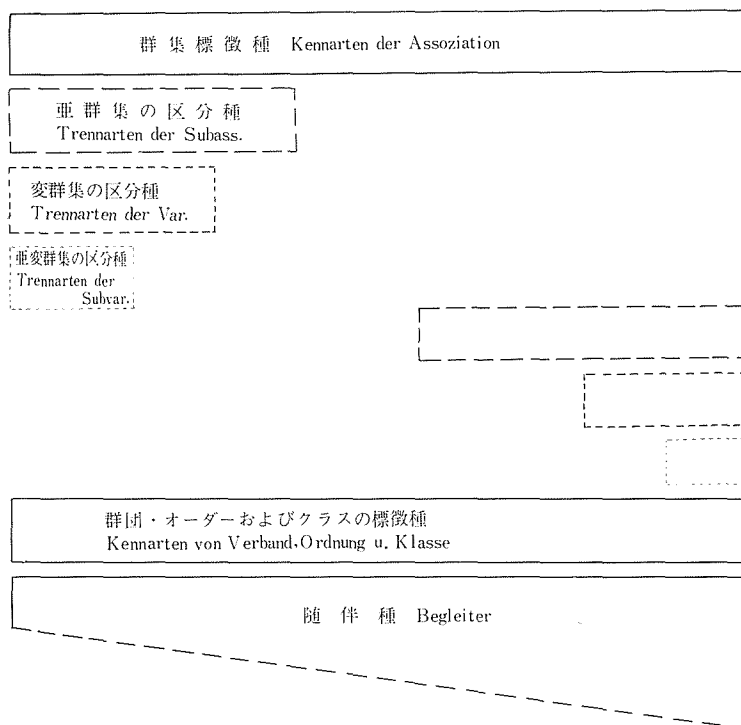 群集標徴種 Kennarten der Assoziation
亜群集の区分種
Trennarten der Subass.
変群集の区分種
Trennarten der Var.
亜変群集の区分種
Trennarten der
Subvar.
群団・オーダーおよびクラスの標徴種
Kennarten von Verband,Ordnung u. Klasse
随伴種 Begleiter